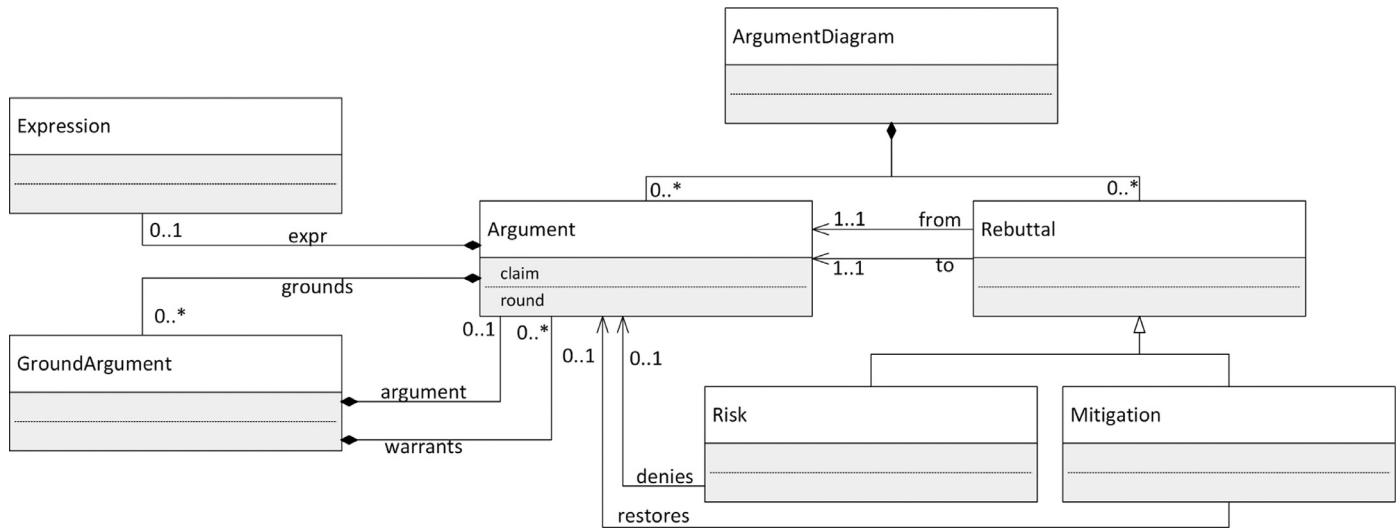 ArgumentDiagram
Expression
0..*
0..*
0..1
expr
Argument
1..1
from
Rebuttal
claim
1..1
to
grounds
round
0..*
0..1
0..*
0..1
0..1
GroundArgument
argument
Risk
Mitigation
warrants
denies
restores